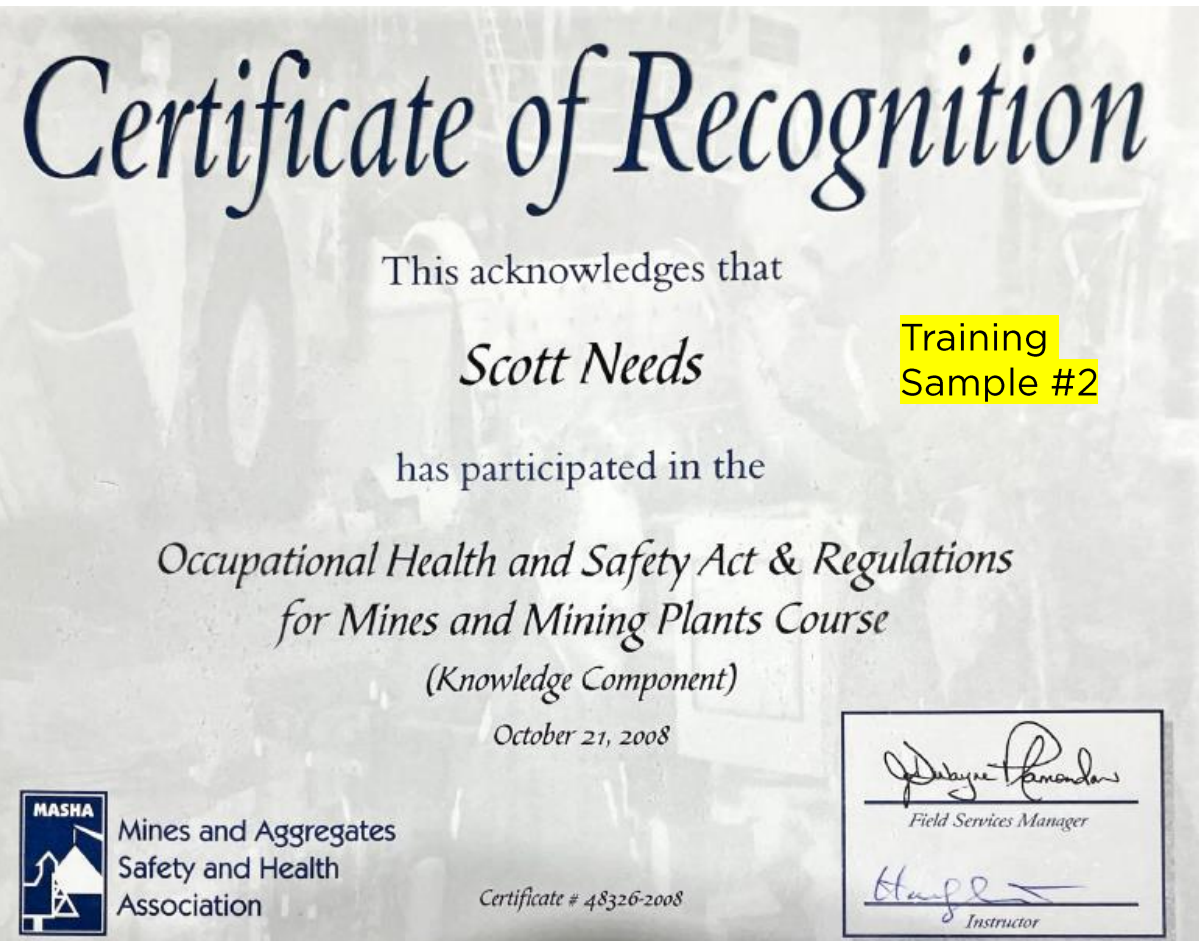 Certificate of Recognition
This acknowledges that
Scott Needs
Training
Sample #2
has participated in the
Occupational Health and Safety Act & Regulations
for Mines and Mining Plants Course
(Knowledge Component)
October 21, 2008
MASHA
Mines and Aggregates
Safety and Health
Association
Certificate # 48326-2008
Field Services Manager
Instructor